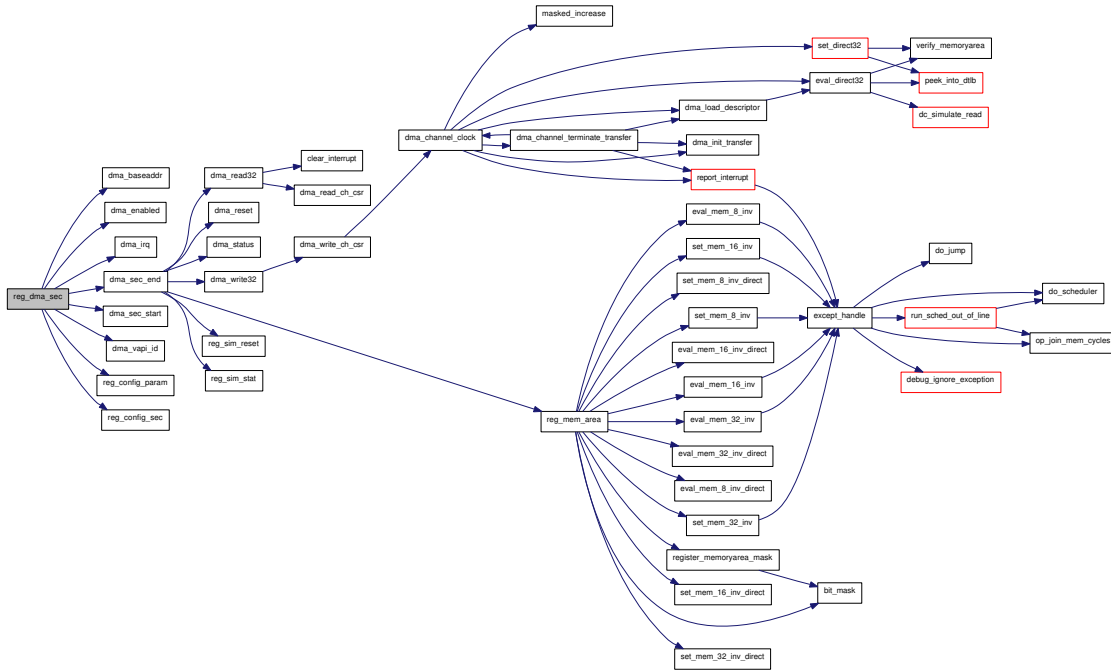 reg_dma_sec
dma_baseaddr
dma_enabled
dma_irq
dma_sec_end
dma_sec_start
dma_vapi_id
reg_config_param
reg_config_sec
dma_read32
dma_reset
dma_status
dma_write32
reg_sim_reset
reg_sim_stat
clear_interrupt
dma_read_ch_csr
dma_write_ch_csr
dma_channel_clock
masked_increase
dma_channel_terminate_transfer
reg_mem_area
set_direct32
eval_direct32
dma_load_descriptor
dma_init_transfer
report_interrupt
eval_mem_8_inv
set_mem_16_inv
set_mem_8_inv_direct
set_mem_8_inv
eval_mem_16_inv_direct
eval_mem_16_inv
eval_mem_32_inv
eval_mem_32_inv_direct
eval_mem_8_inv_direct
set_mem_32_inv
register_memoryarea_mask
set_mem_16_inv_direct
set_mem_32_inv_direct
except_handle
bit_mask
verify_memoryarea
peek_into_dtlb
dc_simulate_read
do_jump
run_sched_out_of_line
debug_ignore_exception
do_scheduler
op_join_mem_cycles